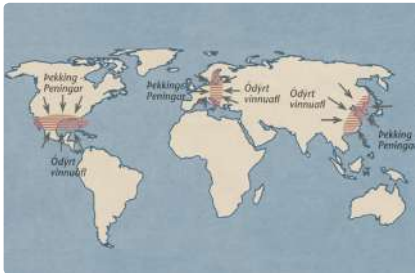 Þekking
Peningar
Ódýrt
vinnuafl
Þekking
Peningar
Ódýrt
vinnuafl
Ódýrt
vinnuafl
Þekking
Peningar